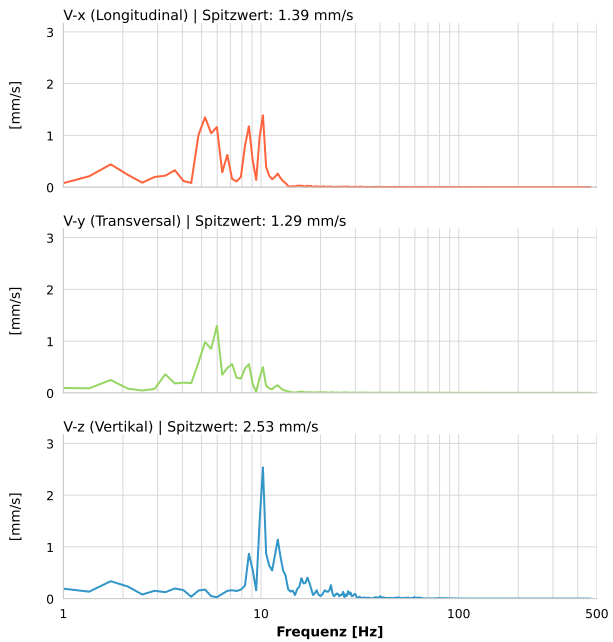 V-x (Longitudinal) | Spitzwert: 1.39 mm/s
3
2
1
0
[mm/s]
V-y (Transversal) | Spitzwert: 1.29 mm/s
3
2
1
0
[mm/s]
V-z (Vertikal) | Spitzwert: 2.53 mm/s
3
2
1
0
[mm/s]
1 10 100 500
Frequenz [Hz]